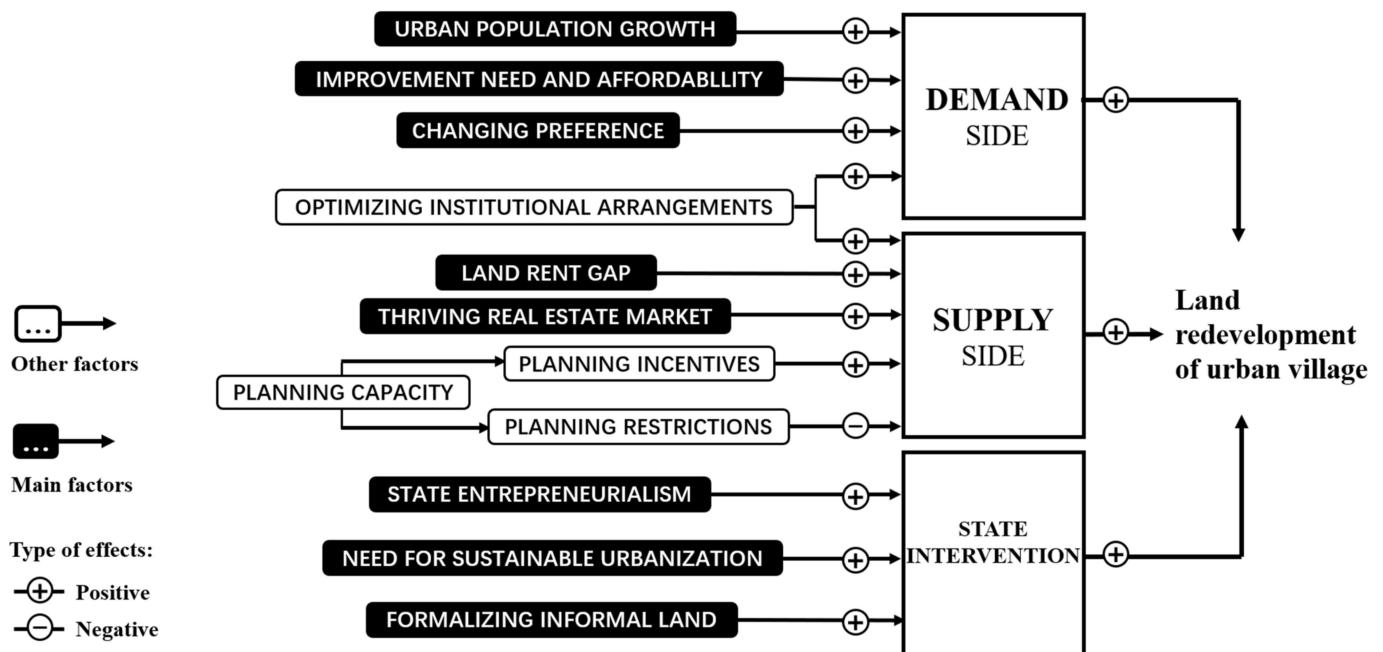 URBAN POPULATION GROWTH
IMPROVEMENT NEED AND AFFORDABLLITY
CHANGING PREFERENCE
OPTIMIZING INSTITUTIONAL ARRANGEMENTS
DEMAND
SIDE
LAND RENT GAP
THRIVING REAL ESTATE MARKET
PLANNING INCENTIVES
PLANNING CAPACITY
PLANNING RESTRICTIONS
SUPPLY
SIDE
STATE ENTREPRENEURIALISM
NEED FOR SUSTAINABLE URBANIZATION
FORMALIZING INFORMAL LAND
STATE
INTERVENTION
Land
redevelopment
of urban village
...
Other factors
...
Main factors
Type of effects:
+ Positive
− Negative